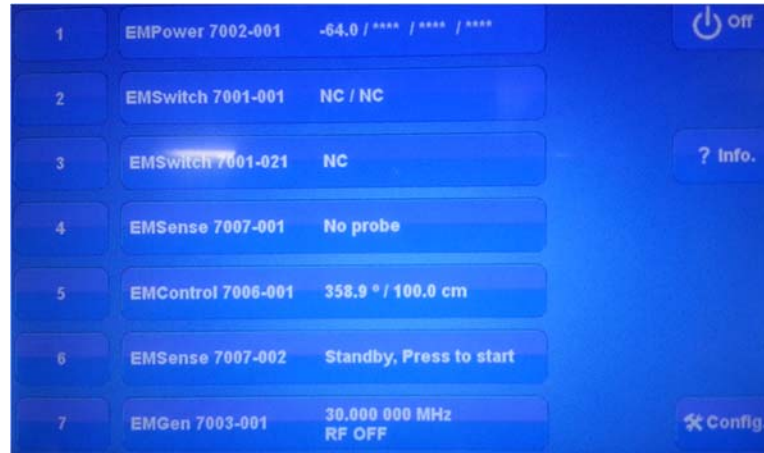 1 EMPower 7002-001 -64.0 / **** / **** / ****
Off
2 EMSwitch 7001-001 NC / NC
3 EMSwitch 7001-021 NC
? Info.
4 EMSense 7007-001 No probe
5 EMControl 7006-001 358.9 º / 100.0 cm
6 EMSense 7007-002 Standby, Press to start
7 EMGen 7003-001 30.000 000 MHz
RF OFF
Config.